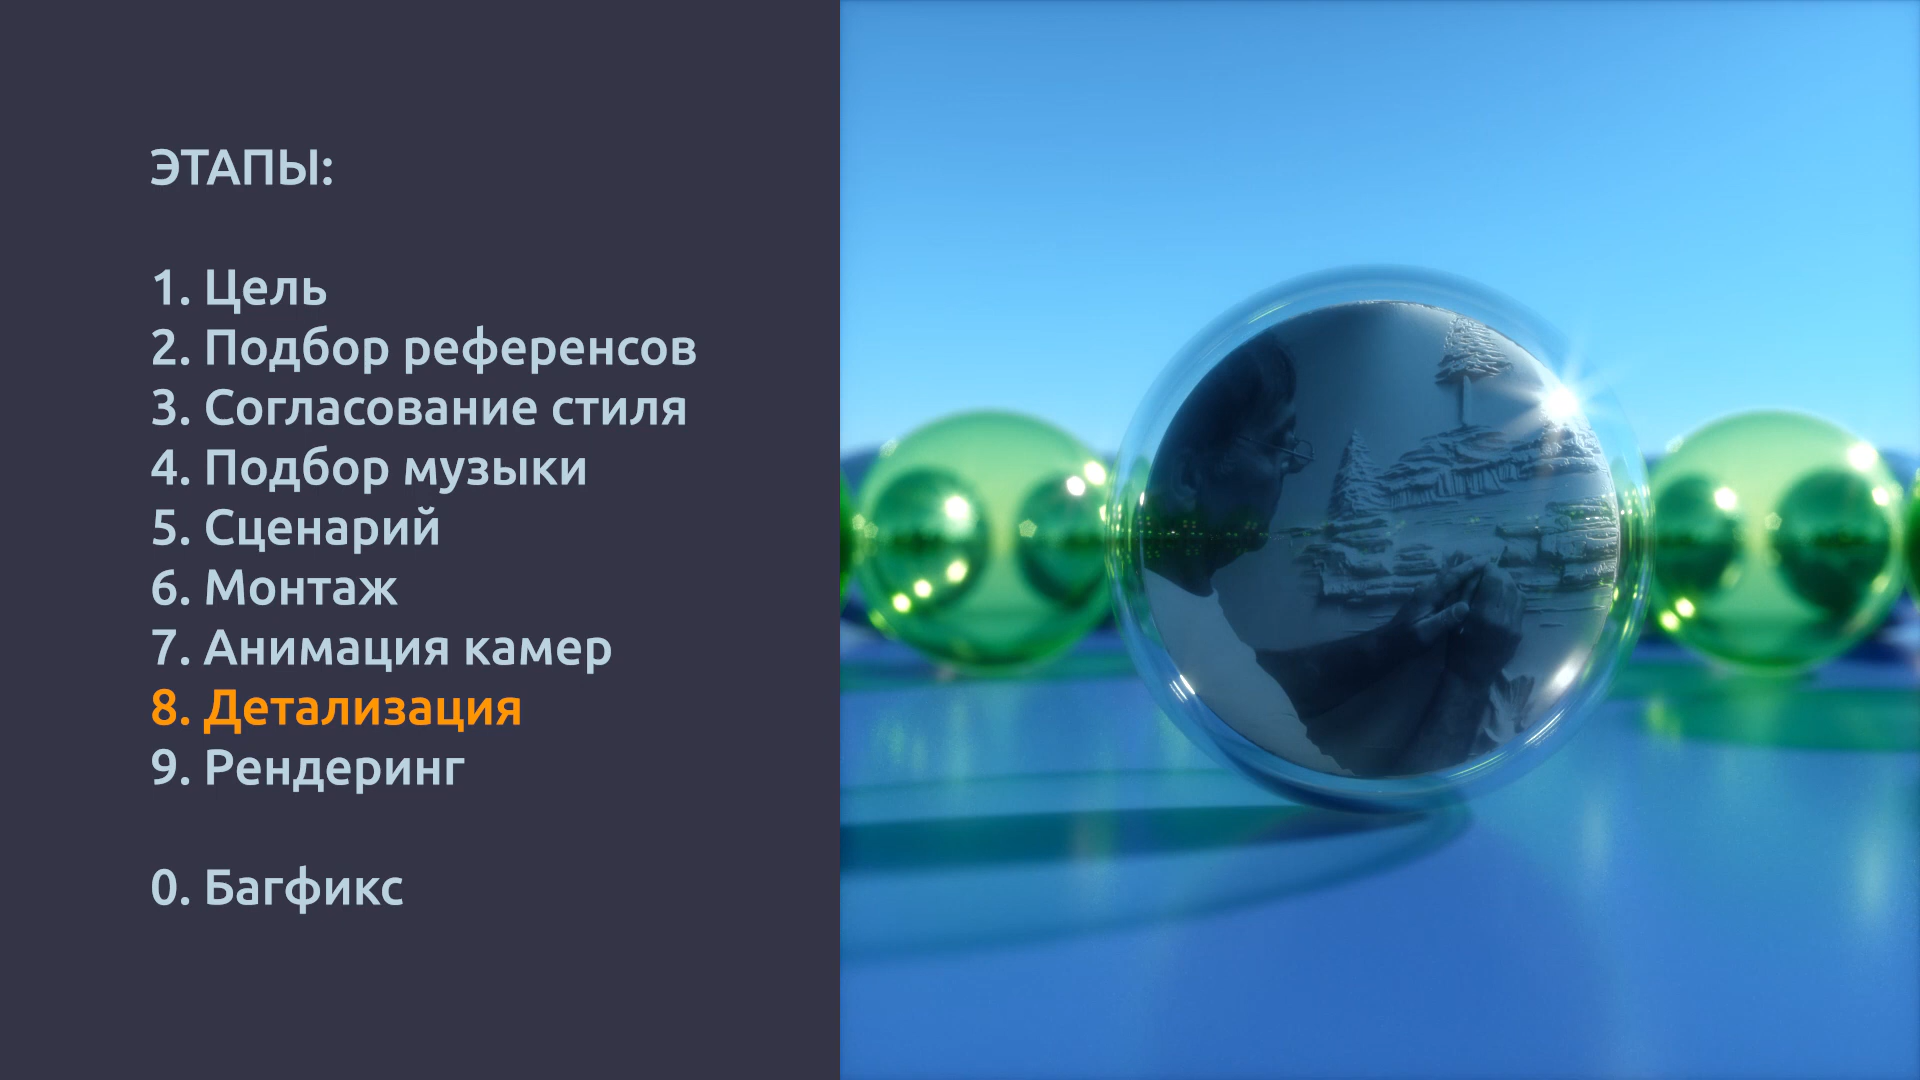 ЭТАПЫ:
1. Цель
2. Подбор референсов
3. Согласование стиля
4. Подбор музыки
5. Сценарий
6. Монтаж
7. Анимация камер
8. Детализация
9. Рендеринг
0. Багфикс